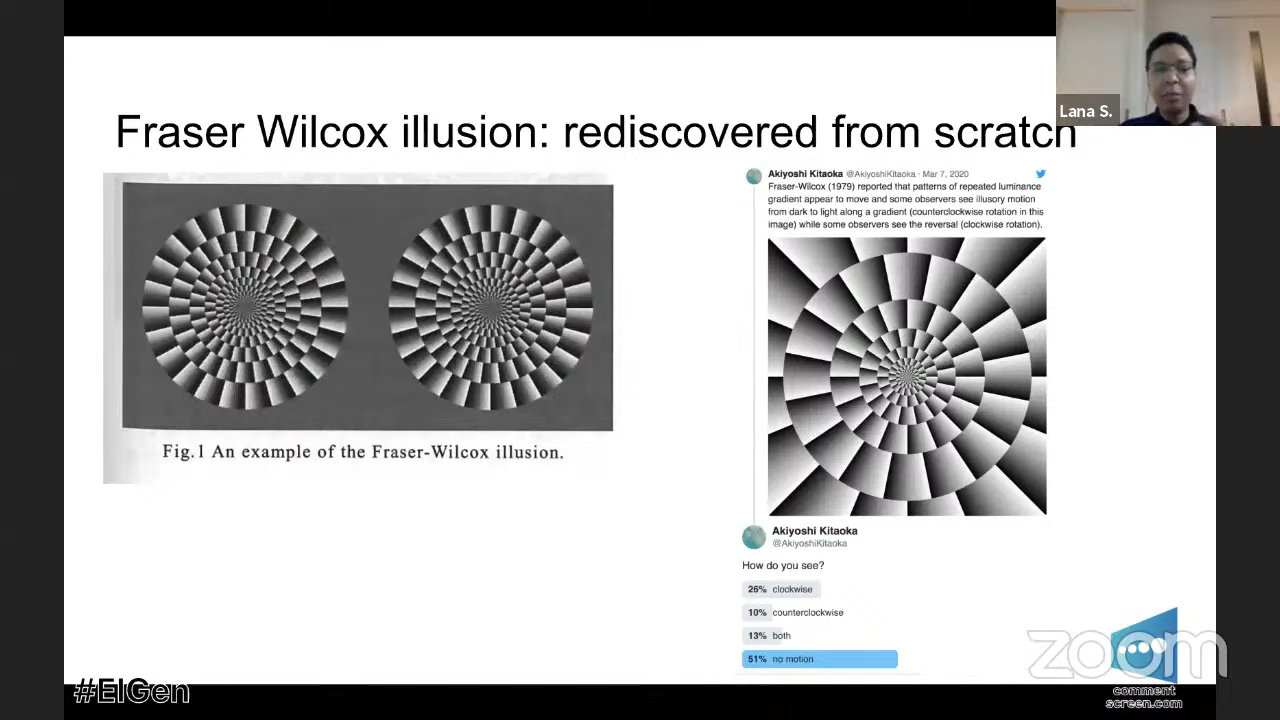 Lana S.
Fraser Wilcox illusion: rediscovered from scratch
Fig.1 An example of the Fraser-Wilcox illusion.
Akiyoshi Kitaoka @AkiyoshiKitaoka · Mar 7, 2020
Fraser-Wilcox (1979) reported that patterns of repeated luminance
gradient appear to move and some observers see illusory motion
from dark to light along a gradient (counterclockwise rotation in this
image) while some observers see the reversal (clockwise rotation).
Akiyoshi Kitaoka
@AkiyoshiKitaoka
How do you see?
26% clockwise
10% counterclockwise
13% both
51% no motion
zoom
comment
screen.com
#EIGen